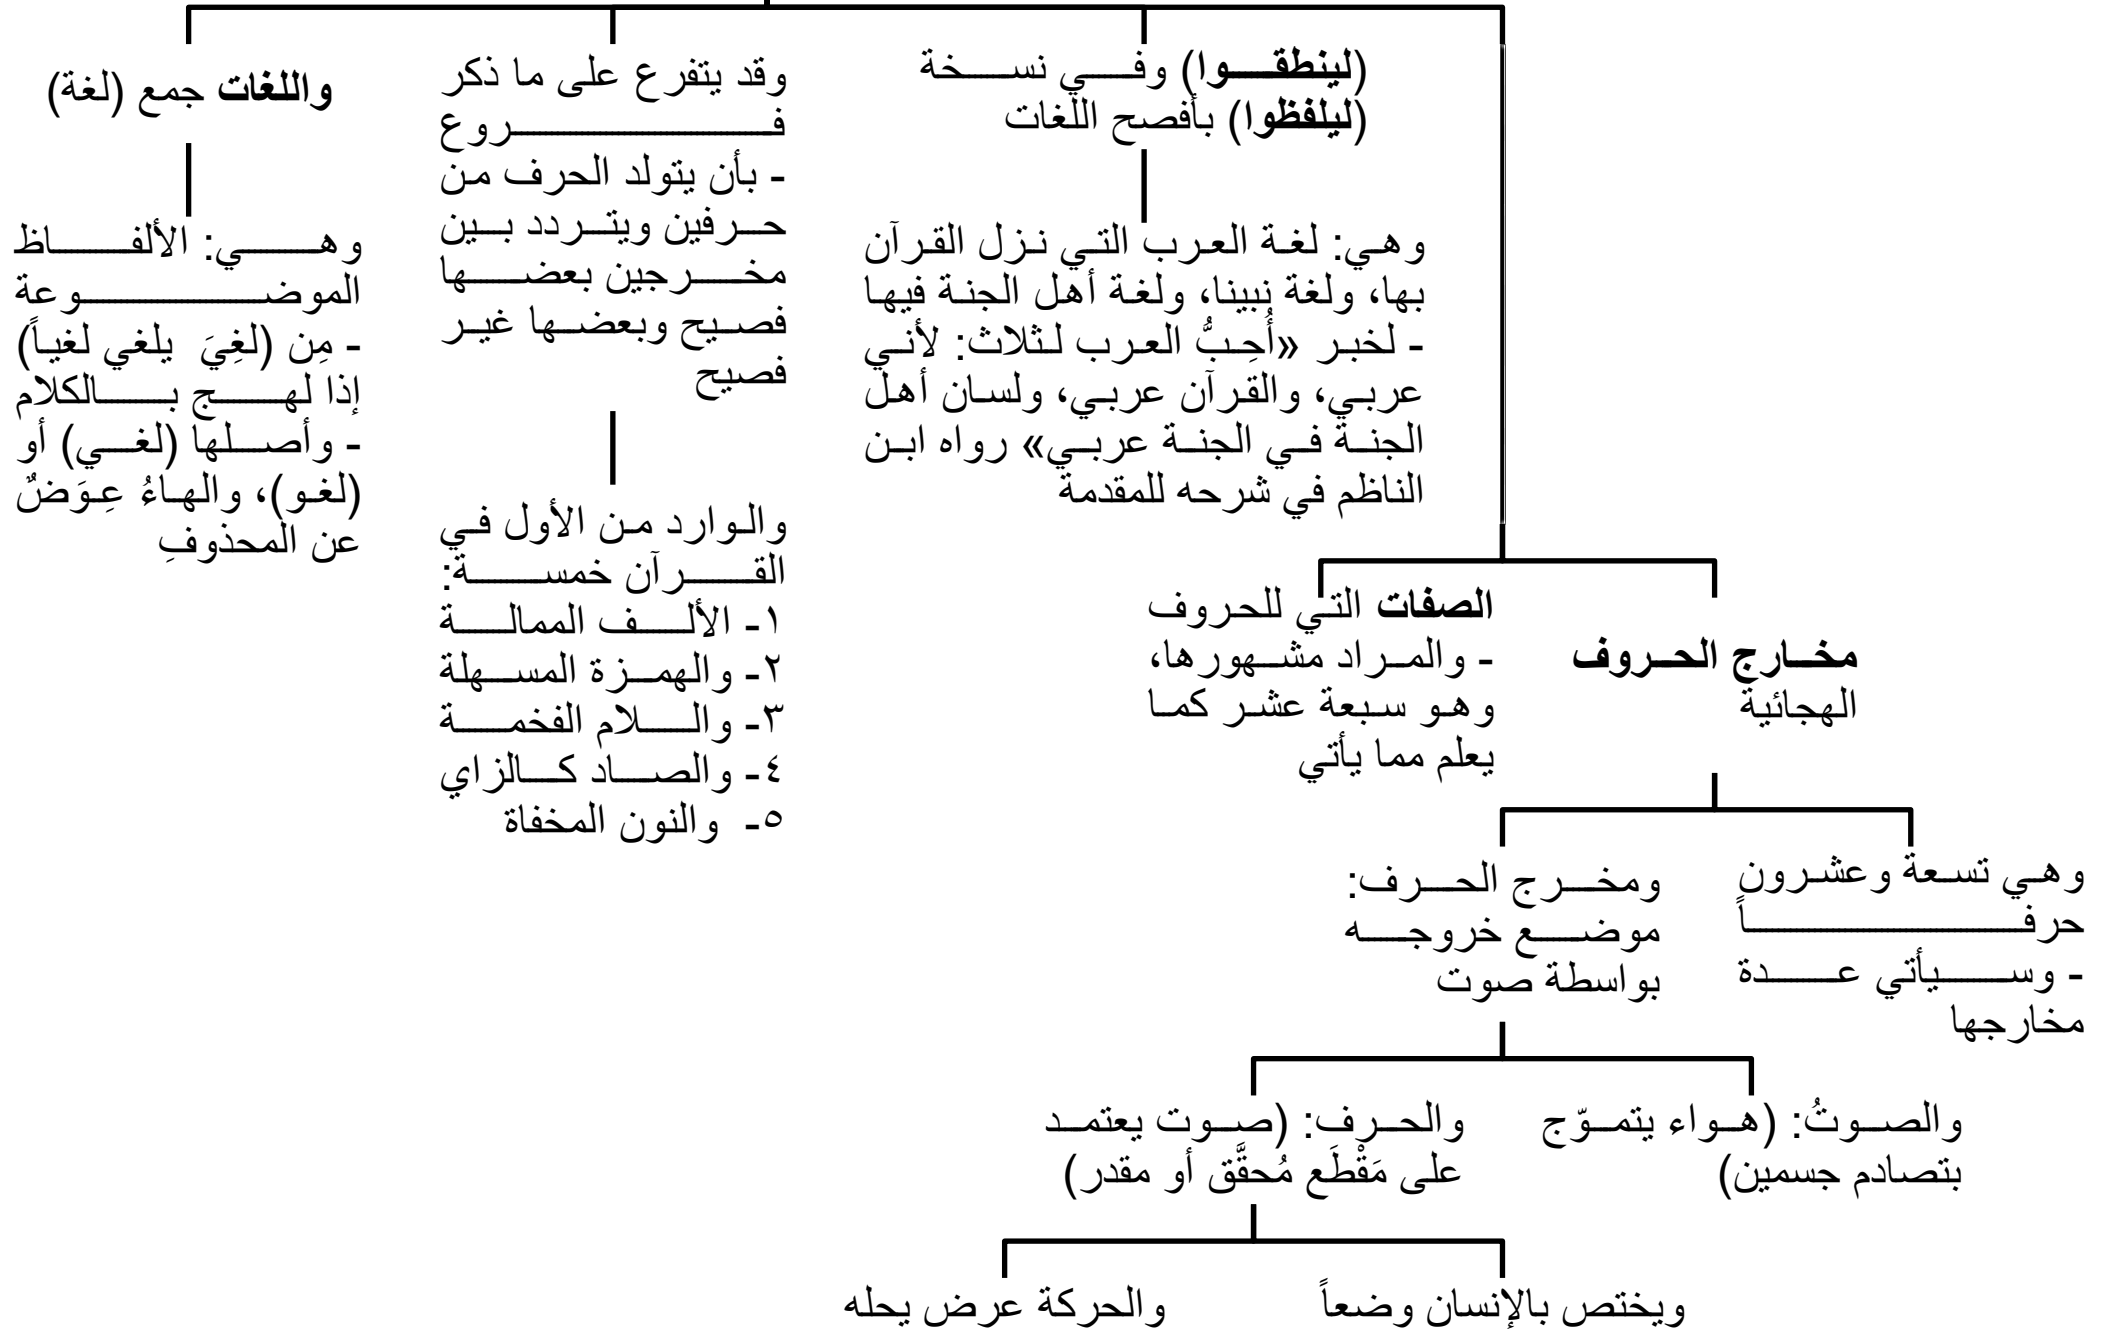 مخارج الحروف
الهجائية
وهي تسعة وعشرون
حرفاً
- وسيأتي عدة
مخارجها
ومخرج الحرف:
موضع خروجه
بواسطة صوت
والصوتُ: (هواء يتموّج
بتصادم جسمين)
والحرف: (صوت يعتمد
على مَقْطَع مُحقَّق أو مقدر)
ويختص بالإنسان وضعاً
والحركة عرض يحله
الصفات التي للحروف
- والمراد مشهورها،
وهو سبعة عشر كما
يعلم مما يأتي
(لينطقوا) وفي نسخة
(ليلفظوا) بأفصح اللغات
وهي: لغة العرب التي نزل القرآن
بها، ولغة نبينا، ولغة أهل الجنة فيها
- لخبر «أُحِبُّ العرب لثلاث: لأني
عربي، والقرآن عربي، ولسان أهل
الجنة في الجنة عربي» رواه ابن
الناظم في شرحه للمقدمة
وقد يتفرع على ما ذكر
فروع
- بأن يتولد الحرف من
حرفين ويتردد بين
مخرجين بعضها
فصيح وبعضها غير
فصيح
والوارد من الأول في
القرآن خمسة:
١- الألف الممالة
٢- والهمزة المسهلة
٣- واللام الفخمة
٤- والصاد كالزاي
٥- والنون المخفاة
واللغات جمع (لغة)
وهي: الألفاظ
الموضوعة
- مِن (لغِيَ يلغي لغياً)
إذا لهج بالكلام
- وأصلها (لغي) أو
(لغو)، والهاءُ عِوَضٌ
عن المحذوفِ